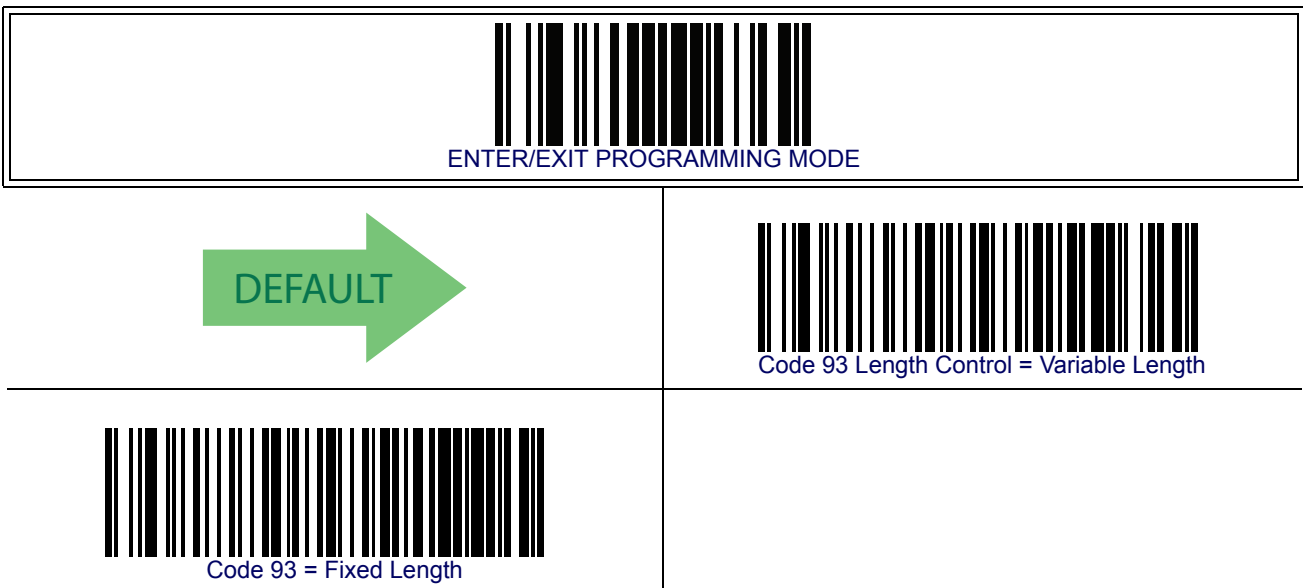 ENTER/EXIT PROGRAMMING MODE
DEFAULT
Code 93 Length Control = Variable Length
Code 93 = Fixed Length